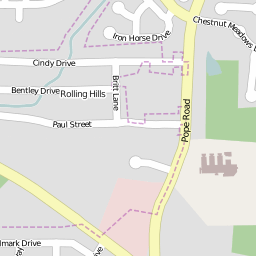 Chestnut Meadows D
Iron Horse Drive
Cindy Drive
Britt Lane
Bentley Drive
Rolling Hills
Paul Street
Pope Road
lmark Drive
way